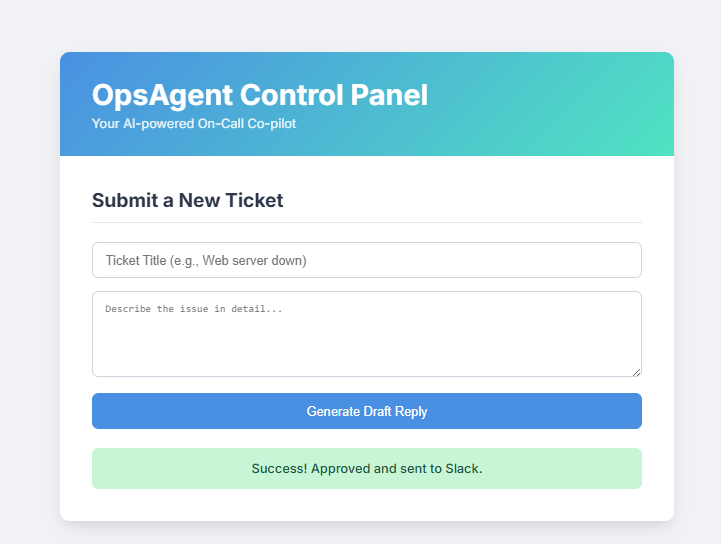 OpsAgent Control Panel
Your AI-powered On-Call Co-pilot
Submit a New Ticket
Ticket Title (e.g., Web server down)
Describe the issue in detail...
Generate Draft Reply
Success! Approved and sent to Slack.